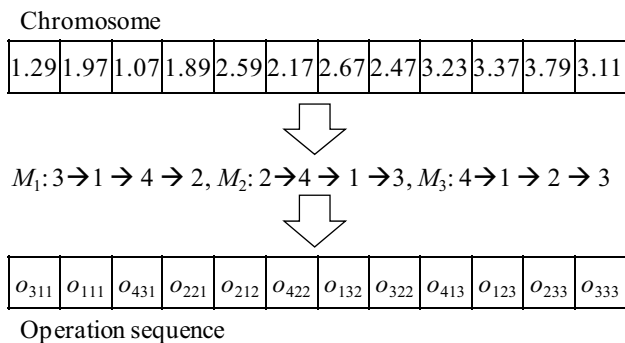 Chromosome
1.29 1.97 1.07 1.89 2.59 2.17 2.67 2.47 3.23 3.37 3.79 3.11
M₁: 3→1 → 4 → 2, M₂: 2→4 → 1 →3, M₃: 4→1 → 2 → 3
o₃₁₁ o₁₁₁ o₄₃₁ o₂₂₁ o₂₁₂ o₄₂₂ o₁₃₂ o₃₂₂ o₄₁₃ o₁₂₃ o₂₃₃ o₃₃₃
Operation sequence